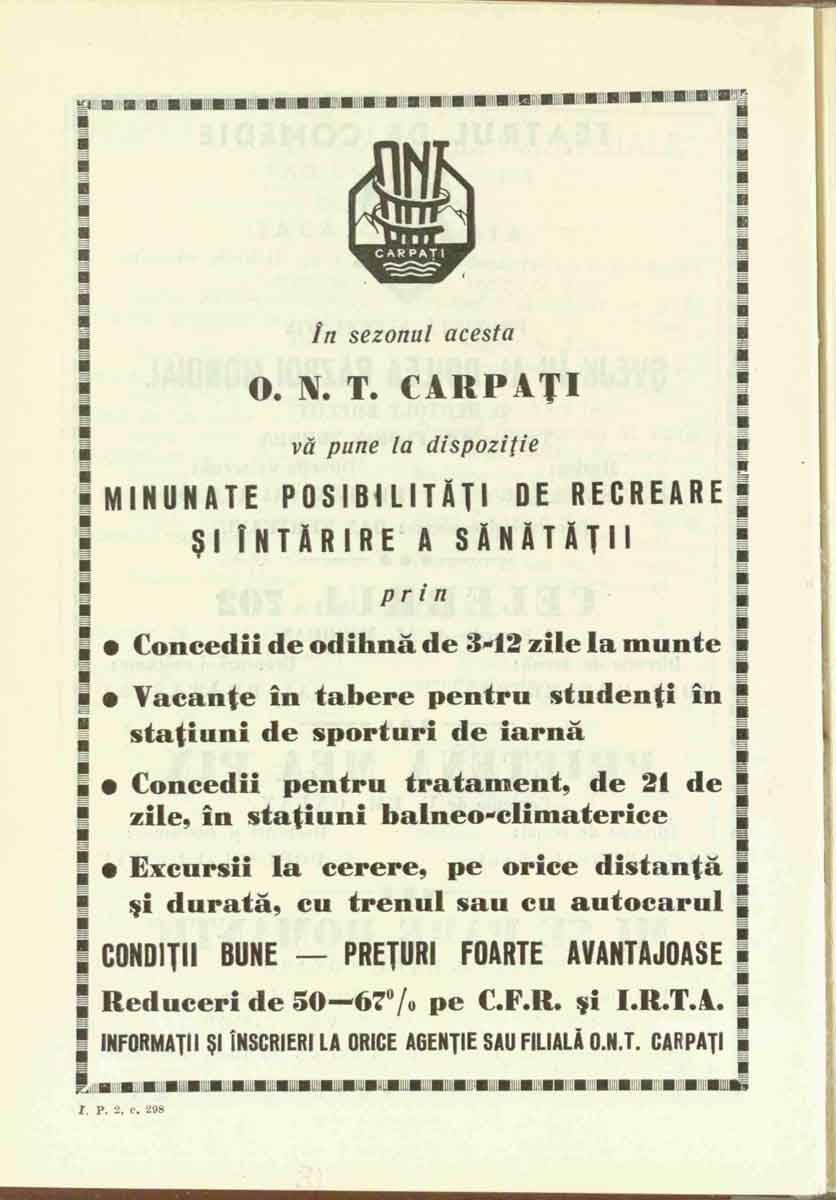 ONT
CARPAȚI
În sezonul acesta
O. N. T. CARPAŢI
vă pune la dispoziţie
MINUNATE POSIBILITĂŢI DE RECREARE
ŞI ÎNTĂRIRE A SĂNĂTĂŢII
prin
• Concedii de odihnă de 3-12 zile la munte
• Vacanţe în tabere pentru studenţi în
staţiuni de sporturi de iarnă
• Concedii pentru tratament, de 21 de
zile, în staţiuni balneo-climaterice
• Excursii la cerere, pe orice distanţă
şi durată, cu trenul sau cu autocarul
CONDIŢII BUNE — PREŢURI FOARTE AVANTAJOASE
Reduceri de 50—67% pe C.F.R. şi I.R.T.A.
INFORMAŢII ŞI ÎNSCRIERI LA ORICE AGENŢIE SAU FILIALĂ O.N.T. CARPAŢI
I. P. 2, c. 298